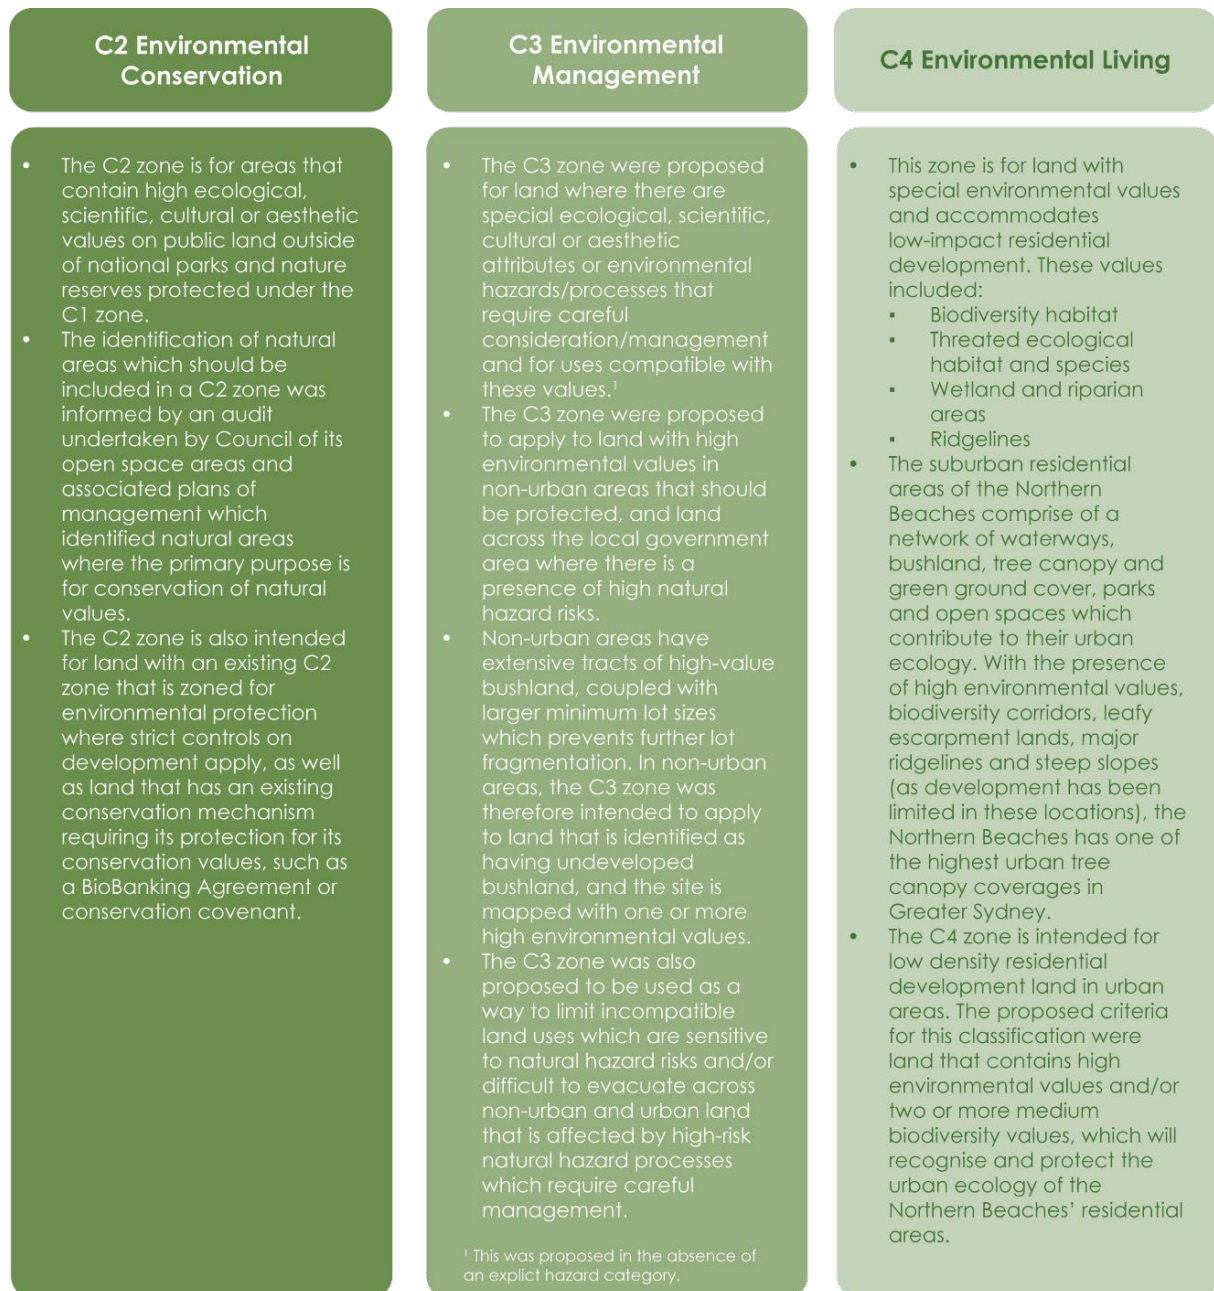 C2 Environmental
Conservation
• The C2 zone is for areas that
contain high ecological,
scientific, cultural or aesthetic
values on public land outside
of national parks and nature
reserves protected under the
C1 zone.
• The identification of natural
areas which should be
included in a C2 zone was
informed by an audit
undertaken by Council of its
open space areas and
associated plans of
management which
identified natural areas
where the primary purpose is
for conservation of natural
values.
• The C2 zone is also intended
for land with an existing C2
zone that is zoned for
environmental protection
where strict controls on
development apply, as well
as land that has an existing
conservation mechanism
requiring its protection for its
conservation values, such as
a BioBanking Agreement or
conservation covenant.
C3 Environmental
Management
• The C3 zone were proposed
for land where there are
special ecological, scientific,
cultural or aesthetic
attributes or environmental
hazards/processes that
require careful
consideration/management
and for uses compatible with
these values.¹
• The C3 zone were proposed
to apply to land with high
environmental values in
non-urban areas that should
be protected, and land
across the local government
area where there is a
presence of high natural
hazard risks.
• Non-urban areas have
extensive tracts of high-value
bushland, coupled with
larger minimum lot sizes
which prevents further lot
fragmentation. In non-urban
areas, the C3 zone was
therefore intended to apply
to land that is identified as
having undeveloped
bushland, and the site is
mapped with one or more
high environmental values.
• The C3 zone was also
proposed to be used as a
way to limit incompatible
land uses which are sensitive
to natural hazard risks and/or
difficult to evacuate across
non-urban and urban land
that is affected by high-risk
natural hazard processes
which require careful
management.
¹ This was proposed in the absence of
an explict hazard category.
C4 Environmental Living
• This zone is for land with
special environmental values
and accommodates
low-impact residential
development. These values
included:
▪ Biodiversity habitat
▪ Threated ecological
habitat and species
▪ Wetland and riparian
areas
▪ Ridgelines
• The suburban residential
areas of the Northern
Beaches comprise of a
network of waterways,
bushland, tree canopy and
green ground cover, parks
and open spaces which
contribute to their urban
ecology. With the presence
of high environmental values,
biodiversity corridors, leafy
escarpment lands, major
ridgelines and steep slopes
(as development has been
limited in these locations), the
Northern Beaches has one of
the highest urban tree
canopy coverages in
Greater Sydney.
• The C4 zone is intended for
low density residential
development land in urban
areas. The proposed criteria
for this classification were
land that contains high
environmental values and/or
two or more medium
biodiversity values, which will
recognise and protect the
urban ecology of the
Northern Beaches' residential
areas.